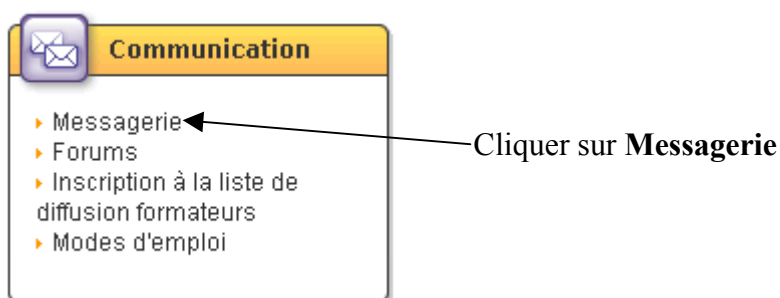 Communication
Messagerie
Cliquer sur Messagerie
Forums
Inscription à la liste de
diffusion formateurs
Modes d'emploi